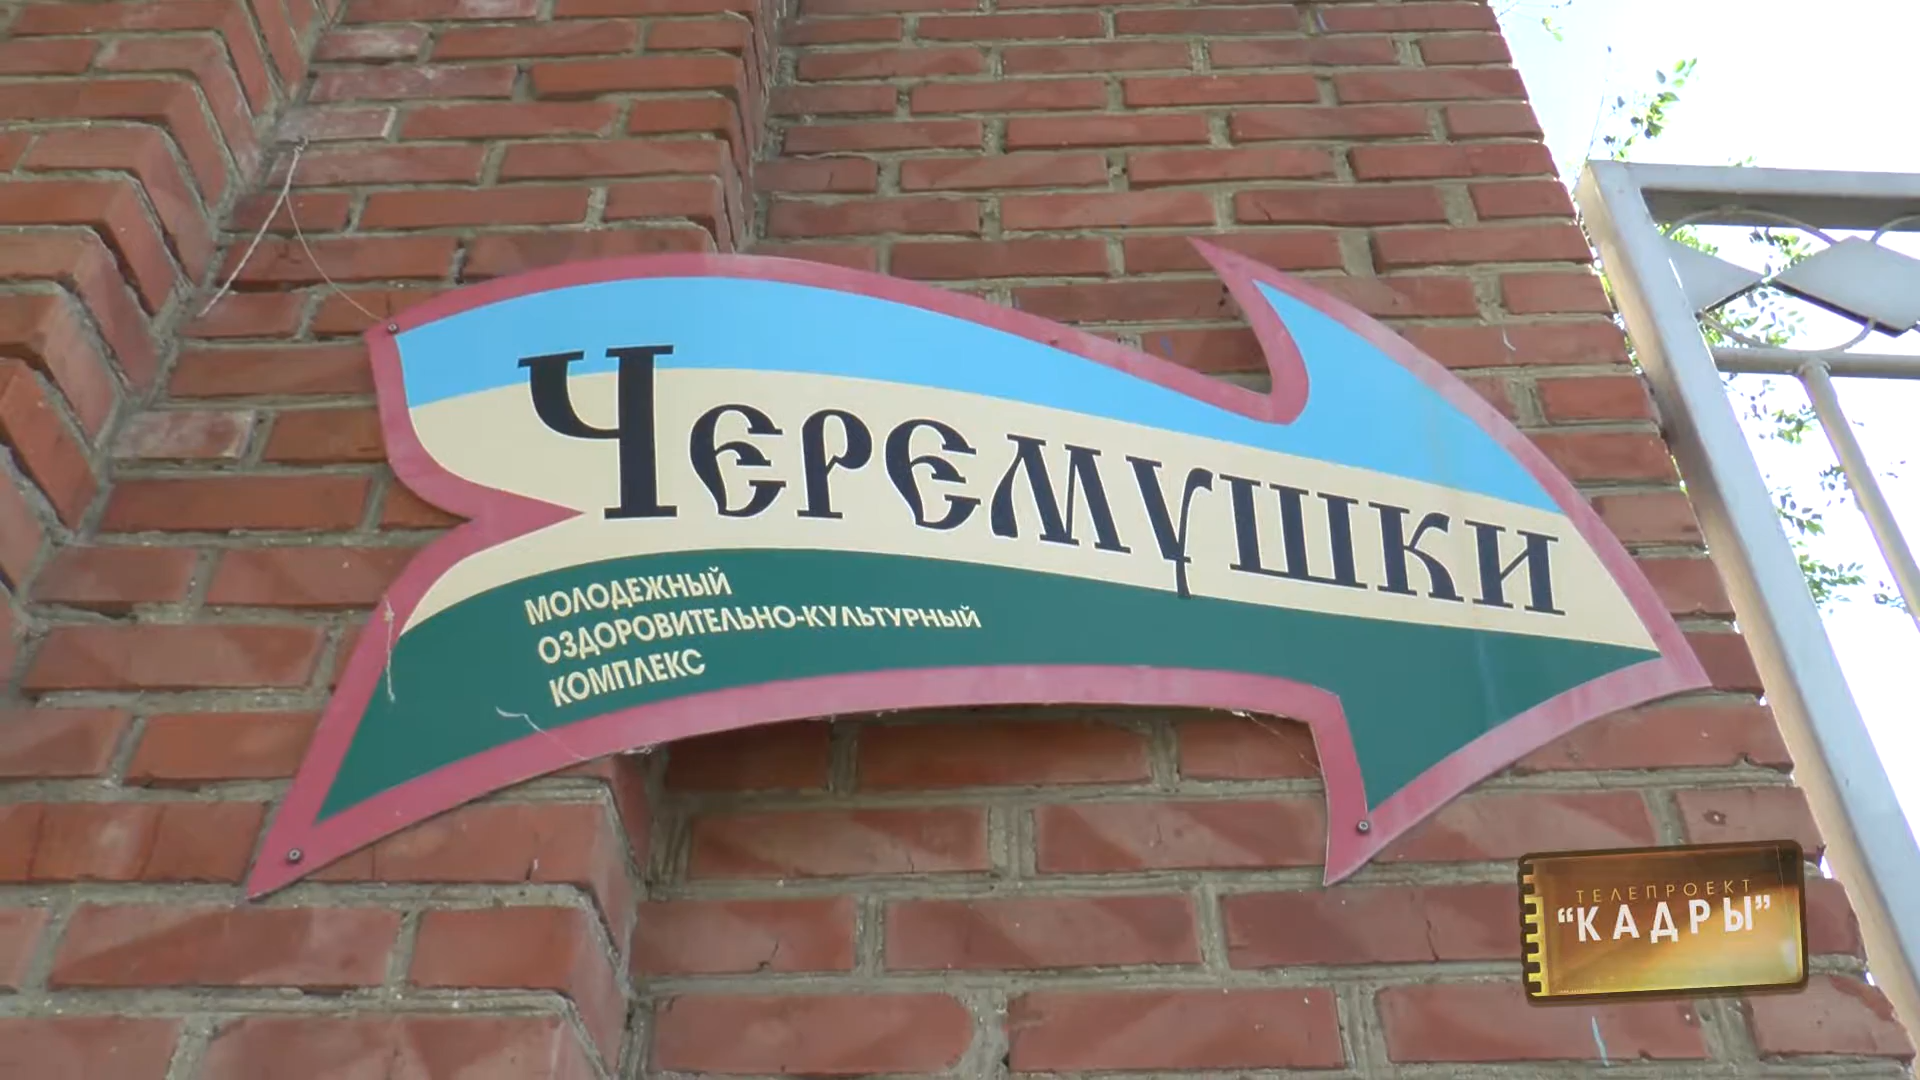 Черемушки
МОЛОДЕЖНЫЙ
ОЗДОРОВИТЕЛЬНО-КУЛЬТУРНЫЙ
КОМПЛЕКС
ТЕЛЕПРОЕКТ
“КАДРЫ”